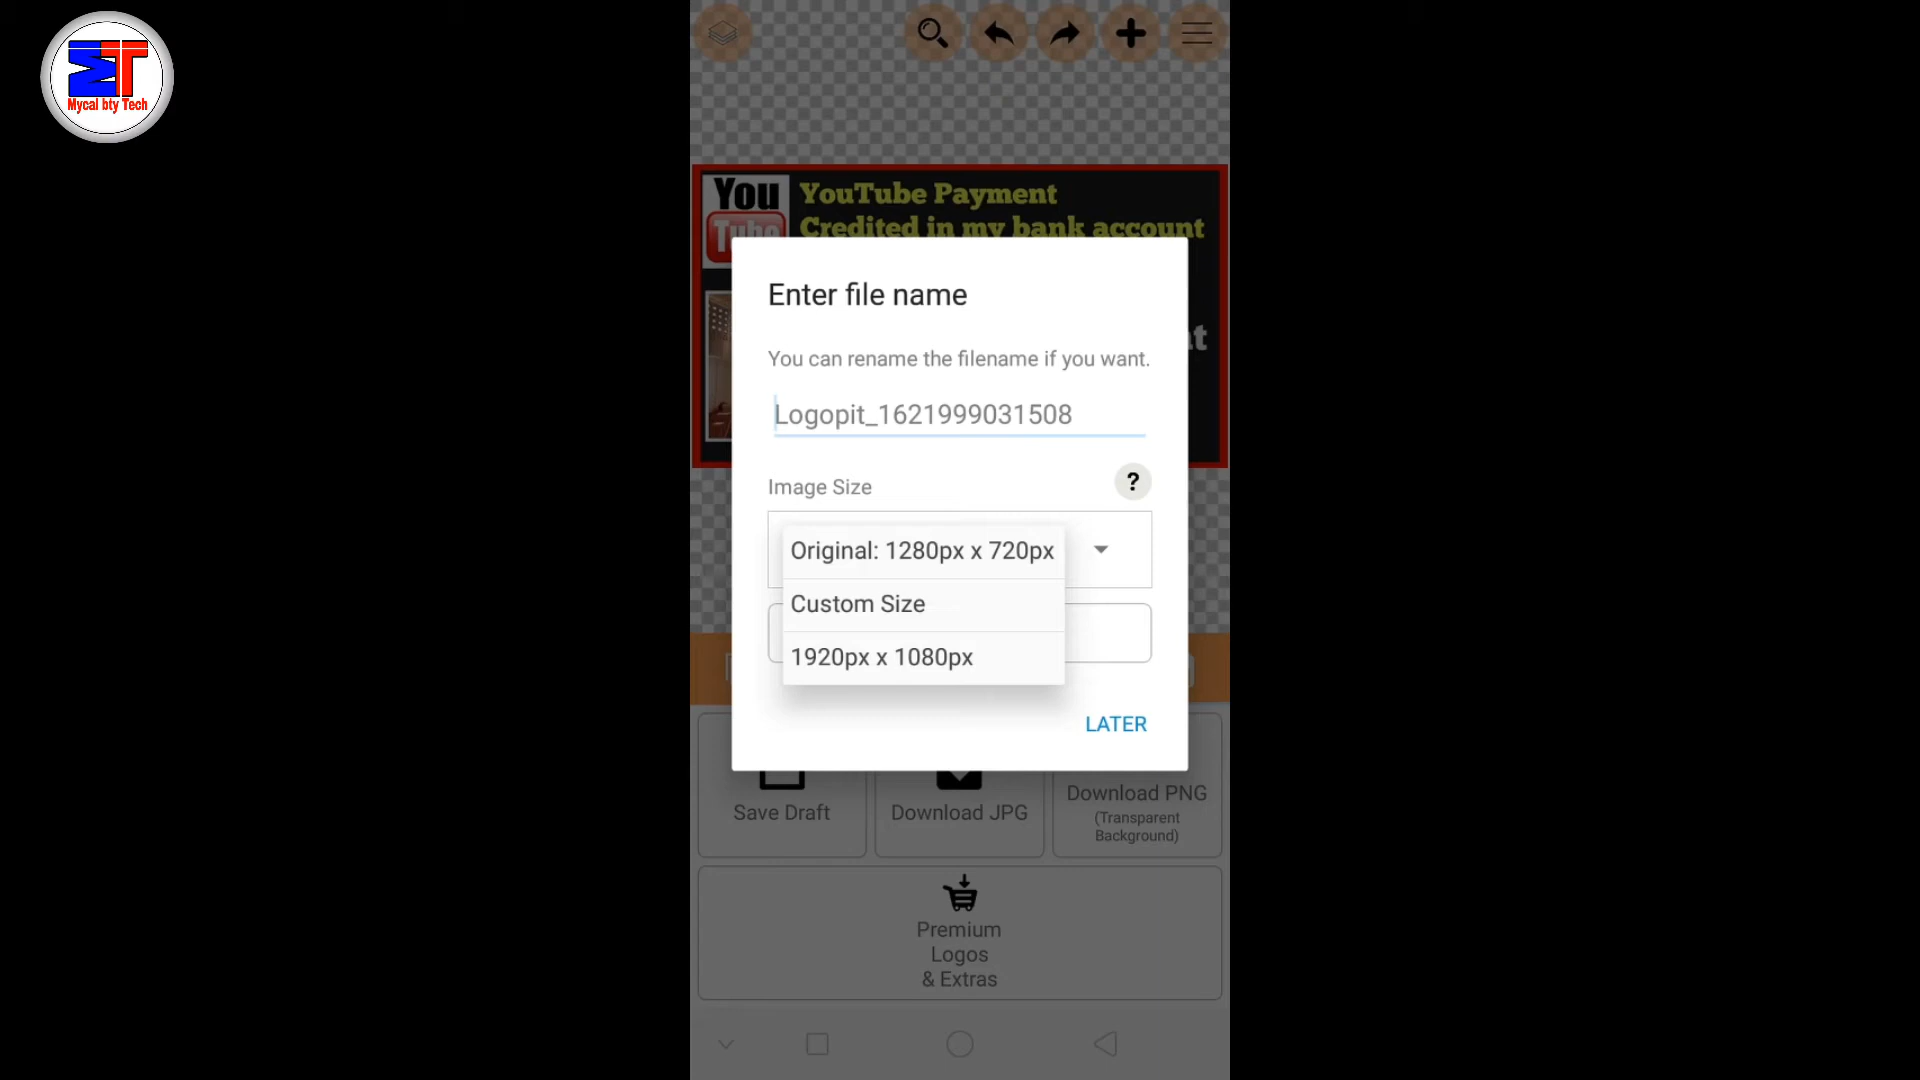 Mycal bty Tech
You
Tube
YouTube Payment
Credited in my bank account
Enter file name
You can rename the filename if you want.
Logopit_1621999031508
Image Size
?
Original: 1280px x 720px
Custom Size
1920px x 1080px
LATER
Save Draft
Download JPG
Download PNG
(Transparent
Background)
Premium
Logos
& Extras